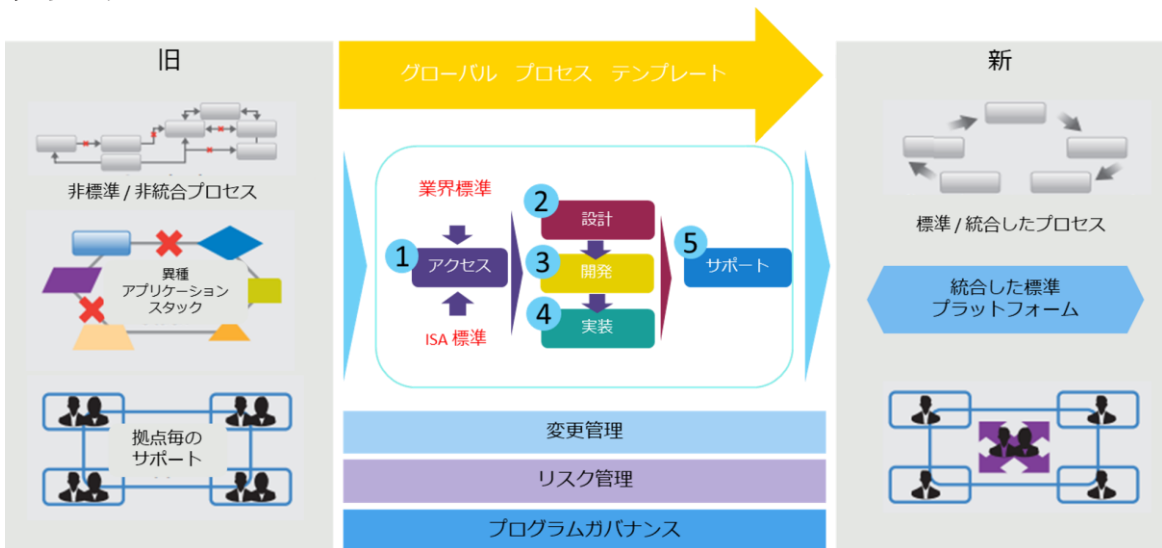 旧
非標準 / 非統合プロセス
異種
アプリケーション
スタック
拠点毎の
サポート
グローバル プロセス テンプレート
業界標準
1
アクセス
ISA 標準
2
設計
3
開発
4
実装
5
サポート
変更管理
リスク管理
プログラムガバナンス
新
標準 / 統合したプロセス
統合した標準
プラットフォーム